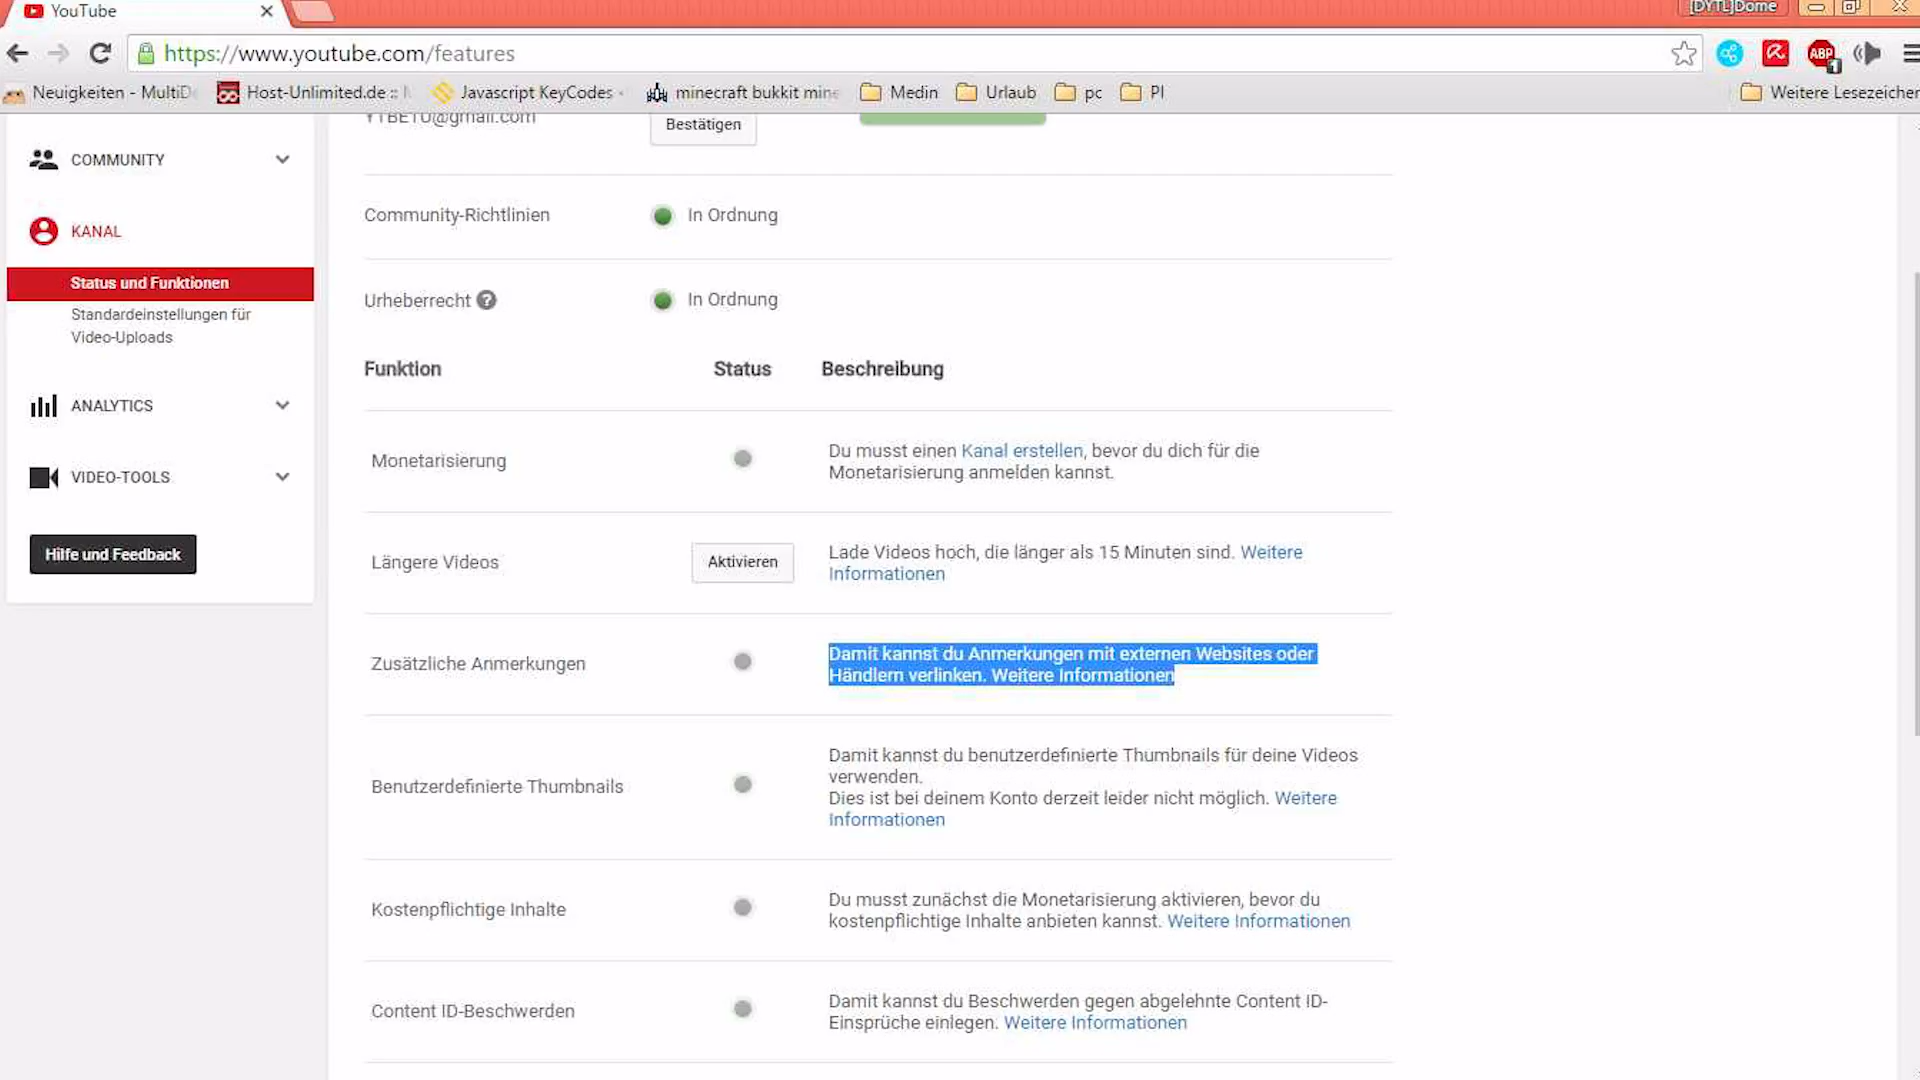 YouTube
[DYTL]Dome
https://www.youtube.com/features
ABP
1
Neuigkeiten - MultiD
Host-Unlimited.de ::
Javascript KeyCodes
minecraft bukkit mine
Medin
Urlaub
pc
PI
Weitere Lesezeichen
YTBETU@gmail.com
Bestätigen
COMMUNITY
KANAL
Status und Funktionen
Standardeinstellungen für
Video-Uploads
ANALYTICS
VIDEO-TOOLS
Hilfe und Feedback
Community-Richtlinien
In Ordnung
Urheberrecht ?
In Ordnung
Funktion Status Beschreibung
Monetarisierung
Du musst einen Kanal erstellen, bevor du dich für die
Monetarisierung anmelden kannst.
Längere Videos
Aktivieren
Lade Videos hoch, die länger als 15 Minuten sind. Weitere
Informationen
Zusätzliche Anmerkungen
Damit kannst du Anmerkungen mit externen Websites oder
Händlern verlinken. Weitere Informationen
Benutzerdefinierte Thumbnails
Damit kannst du benutzerdefinierte Thumbnails für deine Videos
verwenden.
Dies ist bei deinem Konto derzeit leider nicht möglich. Weitere
Informationen
Kostenpflichtige Inhalte
Du musst zunächst die Monetarisierung aktivieren, bevor du
kostenpflichtige Inhalte anbieten kannst. Weitere Informationen
Content ID-Beschwerden
Damit kannst du Beschwerden gegen abgelehnte Content ID-
Einsprüche einlegen. Weitere Informationen